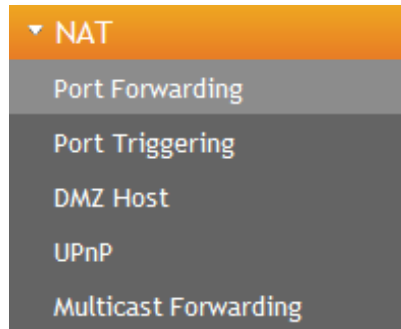 NAT
Port Forwarding
Port Triggering
DMZ Host
UPnP
Multicast Forwarding